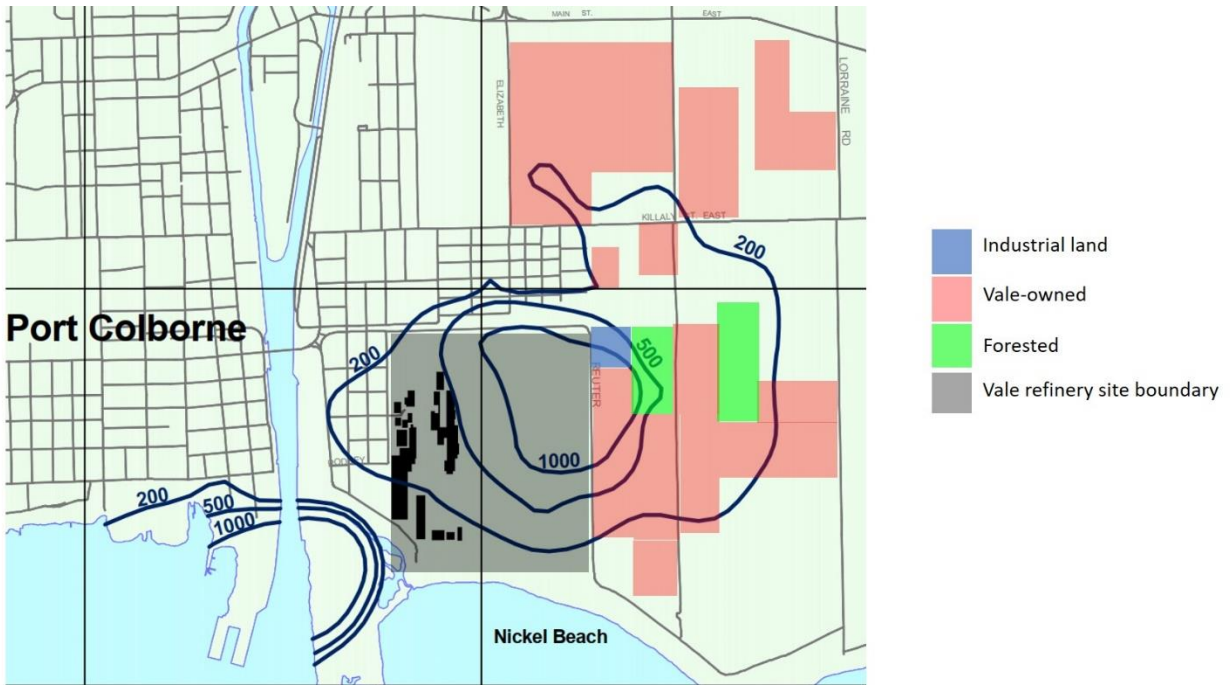 MAIN ST. EAST
ELIZABETH
LORRAINE RD
KILLALY ST. EAST
200
Port Colborne
200
500
REUTER
1000
200
500
1000
Nickel Beach
Industrial land
Vale-owned
Forested
Vale refinery site boundary